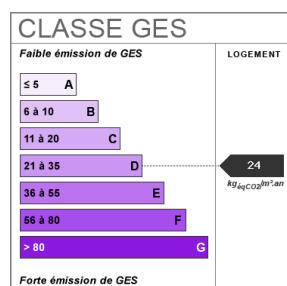 CLASSE GES
Faible émission de GES
LOGEMENT
≤ 5 A
6 à 10 B
11 à 20 C
21 à 35 D
24
kgéqCO2/m².an
36 à 55 E
56 à 80 F
> 80 G
Forte émission de GES